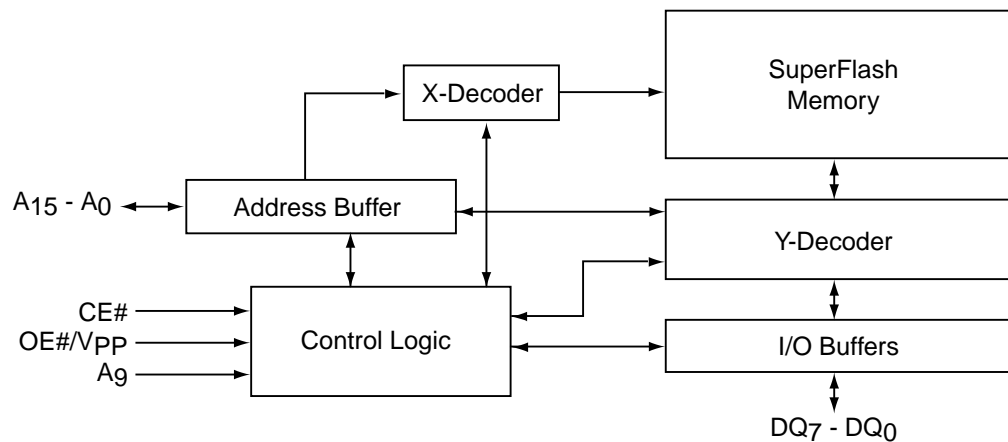 SuperFlash
Memory
X-Decoder
A15 - A0
Address Buffer
Y-Decoder
CE#
OE#/VPP
A9
Control Logic
I/O Buffers
DQ7 - DQ0